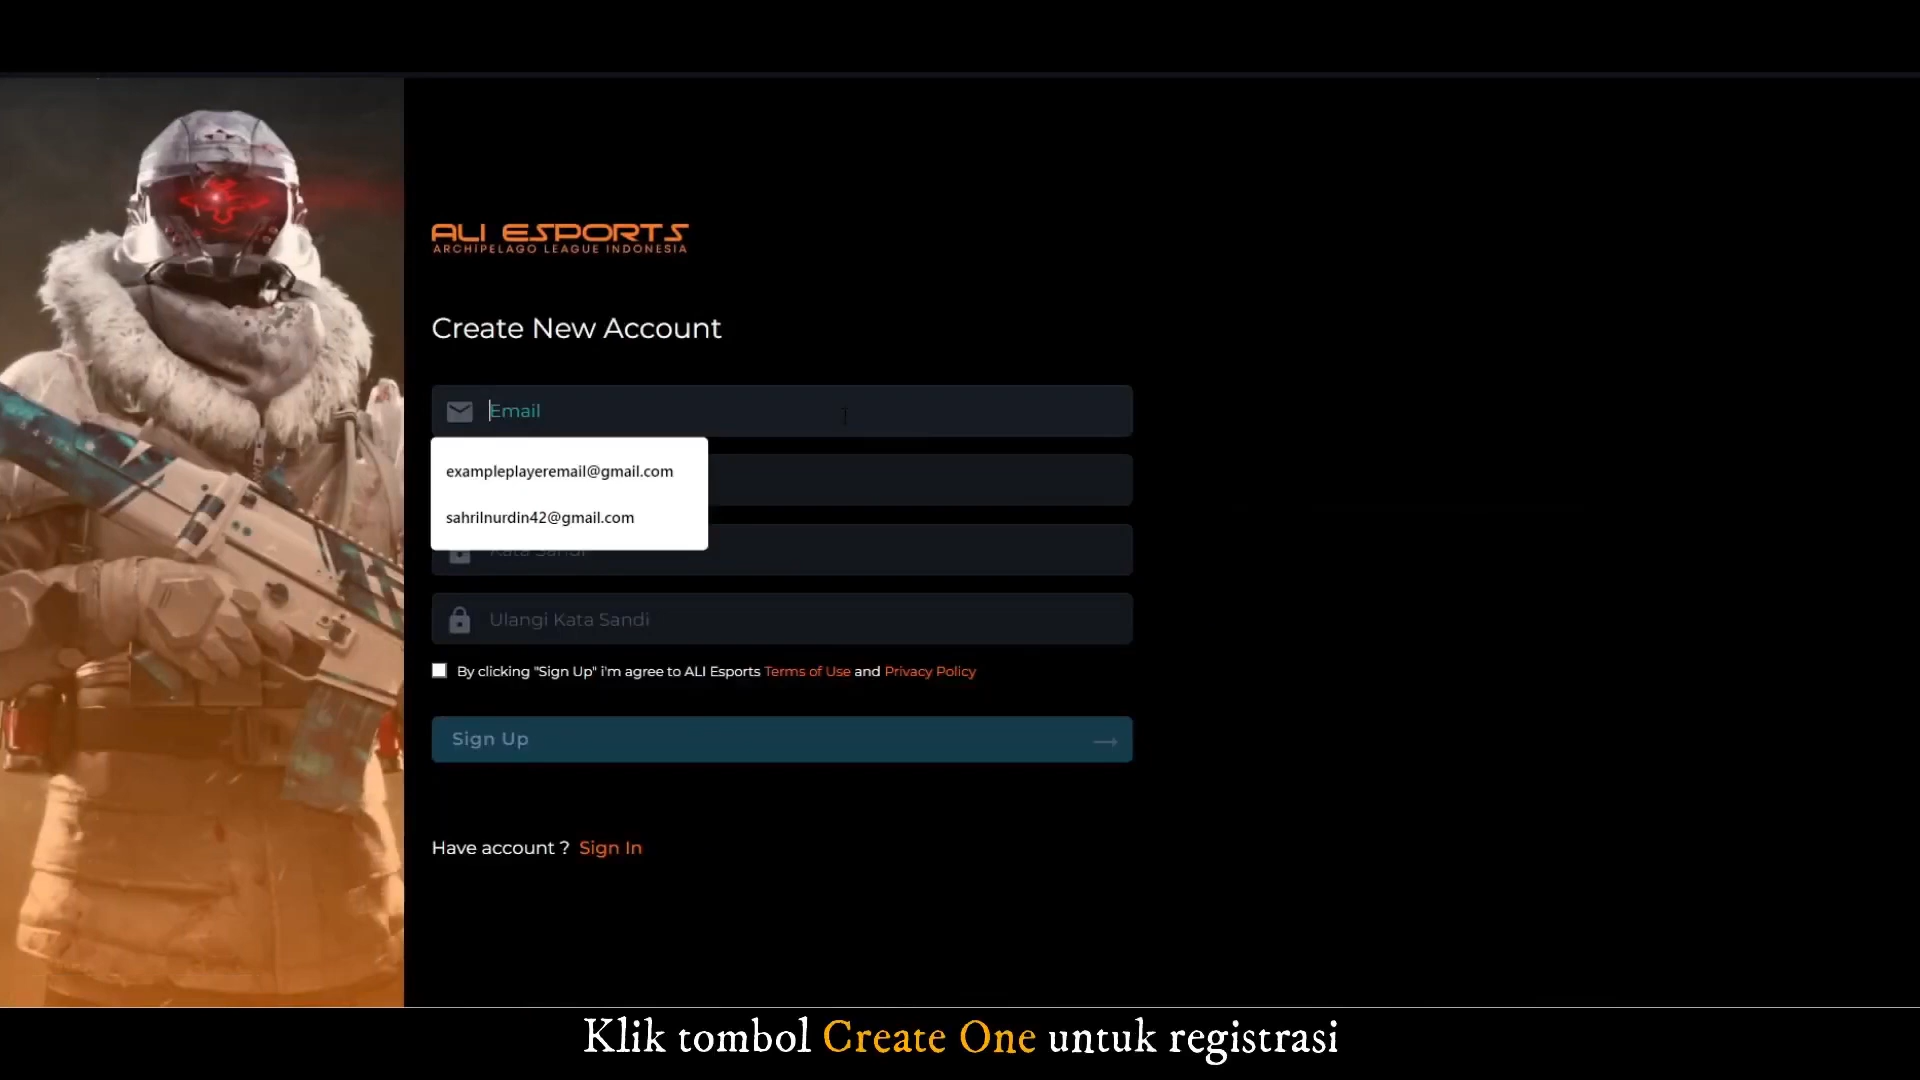 ALI ESPORTS
ARCHIPELAGO LEAGUE INDONESIA
Create New Account
Email
exampleplayeremail@gmail.com
sahrilnurdin42@gmail.com
Kata Sandi
Ulangi Kata Sandi
By clicking "Sign Up" i'm agree to ALI Esports Terms of Use and Privacy Policy
Sign Up
Have account ? Sign In
Klik tombol Create One untuk registrasi